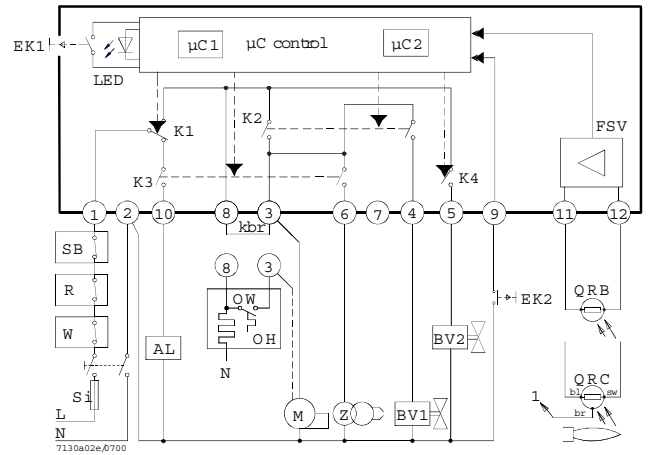 µC1 µC control µC2
EK1
LED
FSV
K1
K2
K3
K4
1 2 10 8 3 6 7 4 5 9 11 12
kbr
SB
R
W
Si
L
N
8 3
OW
OH
N
AL
M
Z
BV1
BV2
EK2
QRB
QRC
bl sw
br
1
7130a02e/0700